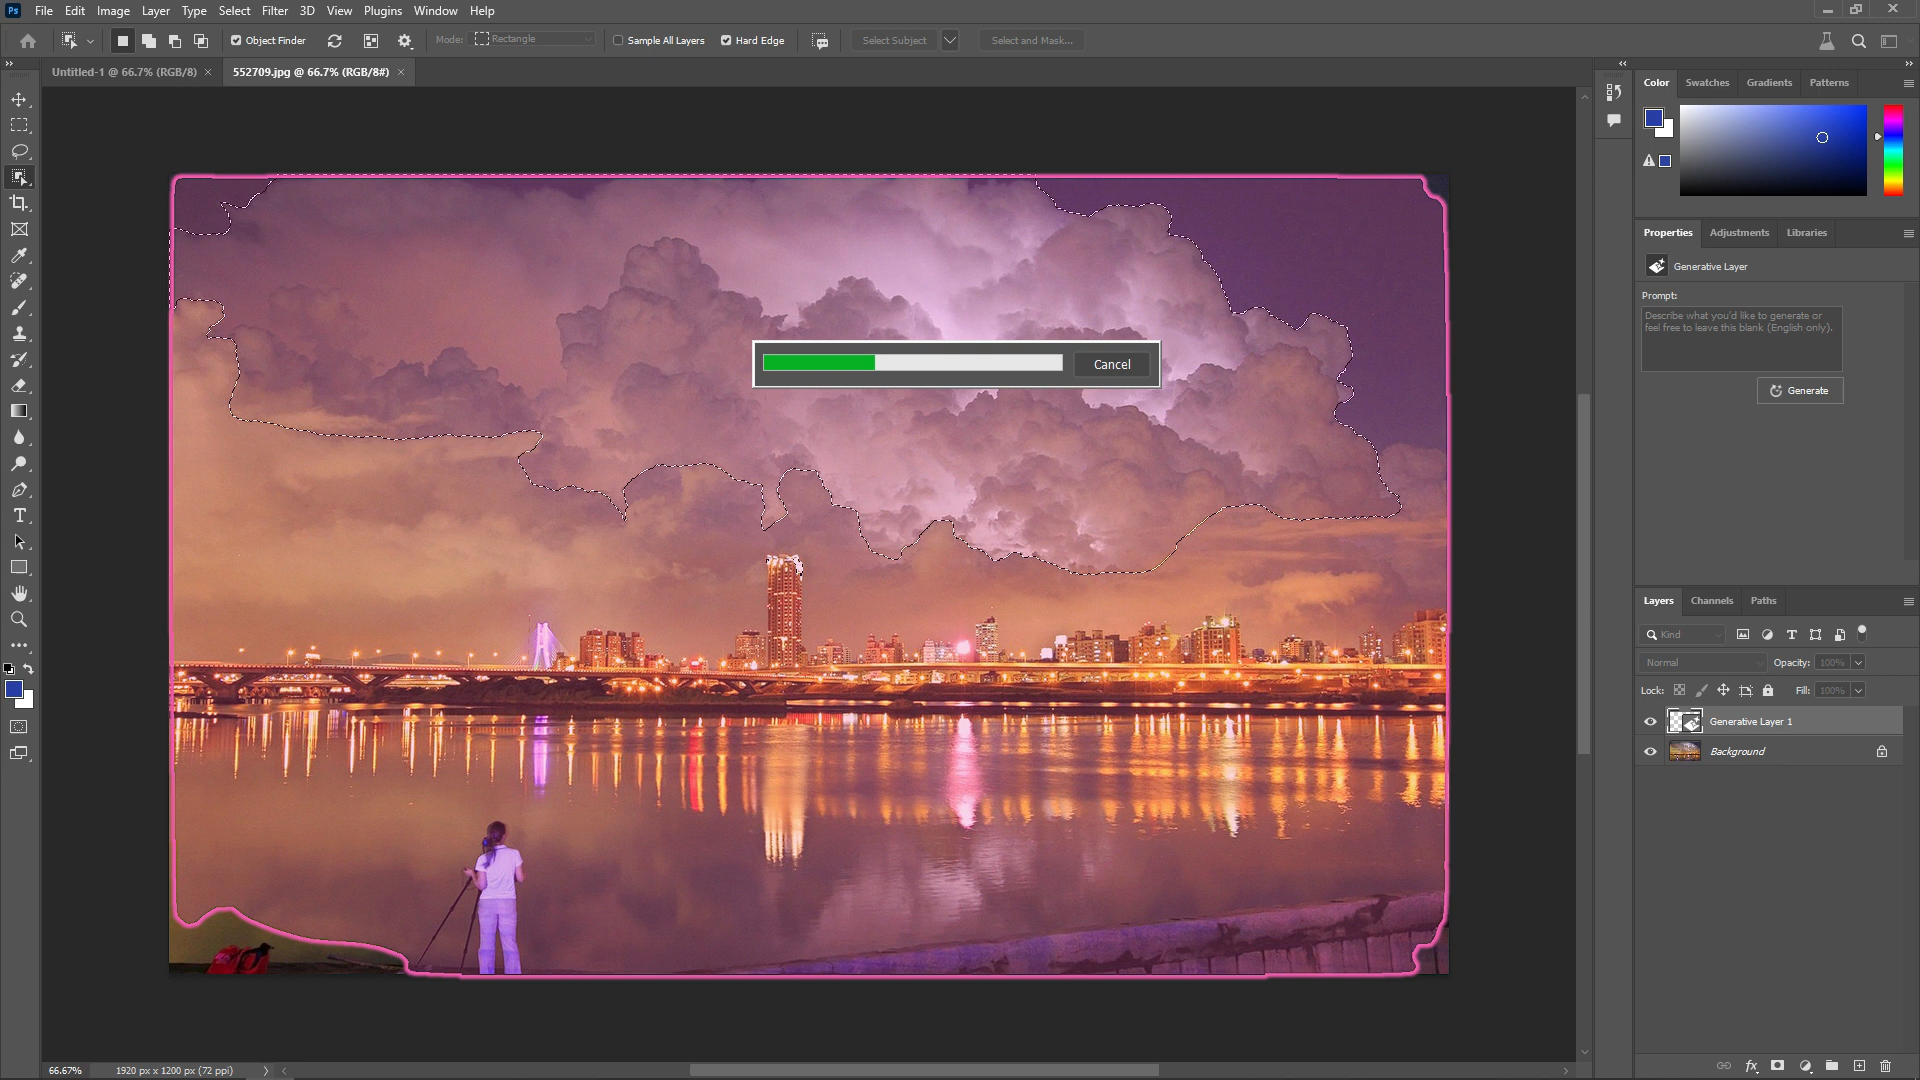 Ps File Edit Image Layer Type Select Filter 3D View Plugins Window Help
Object Finder Mode: Rectangle Sample All Layers Hard Edge Select Subject Select and Mask...
Untitled-1 @ 66.7% (RGB/8) × 552709.jpg @ 66.7% (RGB/8#) ×
Color Swatches Gradients Patterns
Properties Adjustments Libraries
Generative Layer
Prompt:
Describe what you'd like to generate or
feel free to leave this blank (English only).
Generate
Cancel
Layers Channels Paths
Kind
Normal Opacity: 100%
Lock: Fill: 100%
Generative Layer 1
Background
66.67% 1920 px x 1200 px (72 ppi)